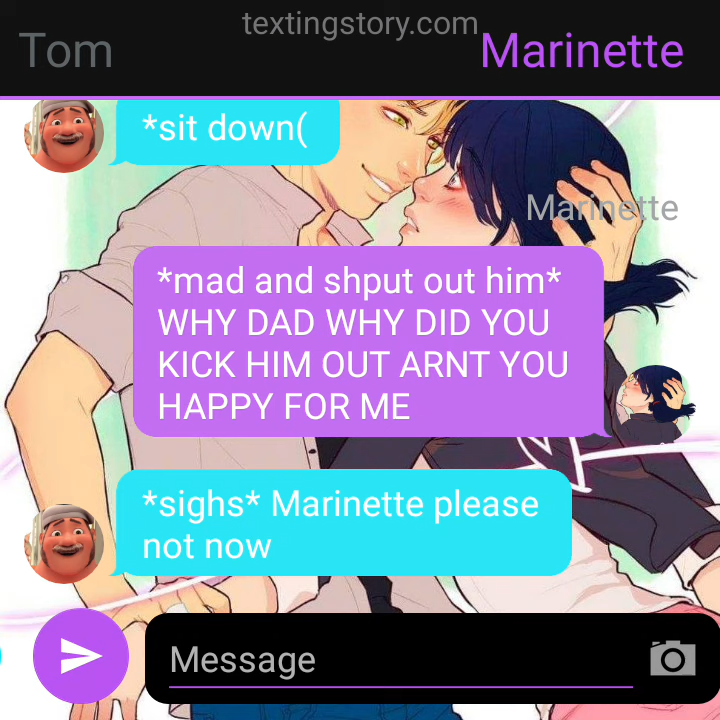 textingstory.com
Tom
Marinette
*sit down(
Marinette
*mad and shput out him*
WHY DAD WHY DID YOU
KICK HIM OUT ARNT YOU
HAPPY FOR ME
*sighs* Marinette please
not now
Message